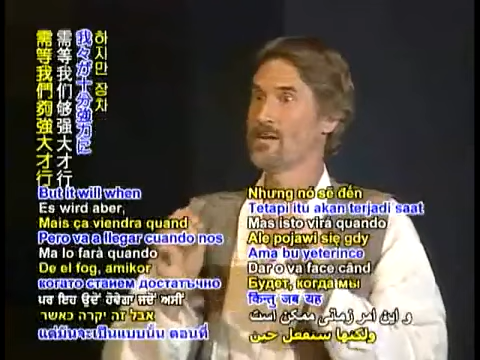 하지만 장차
我々が十分強力に
需等我们够强大才行
需等我們夠強大才行
But it will when
Es wird aber,
Mais ça viendra quand
Pero va a llegar cuando nos
Ma lo farà quando
De el fog, amikor
когато станем достатъчно
ਪਰ ਇਹ ਉਦੋਂ ਹੋਵੇਗਾ ਜਦੋਂ ਅਸੀਂ
אבל זה יקרה כאשר
แต่มันจะเป็นแบบนั้น ตอนที่
Nhưng nó sẽ đến
Tetapi itu akan terjadi saat
Mas isto virá quando
Ale pojawi się gdy
Ama bu yeterince
Dar o va face când
Будет, когда мы
किन्तु जब यह
و این امر زمانی ممکن است
ولكنها ستفعل حين